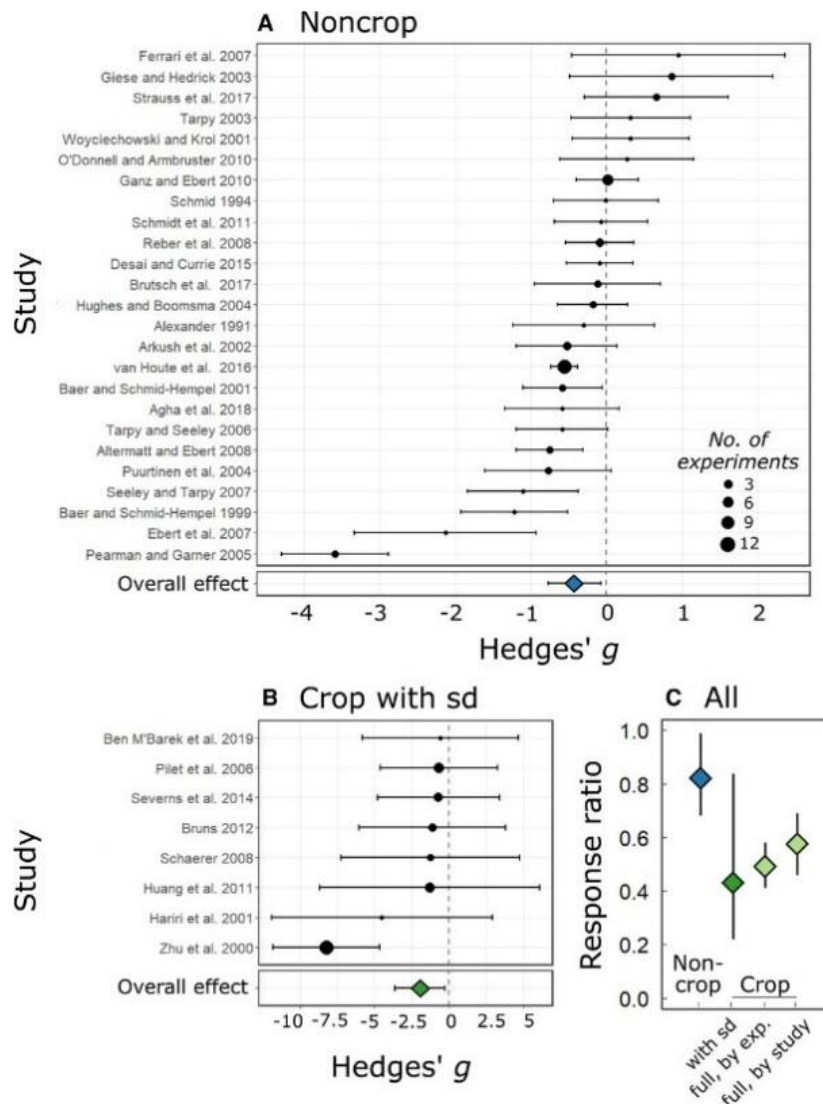 A Noncrop
Study
Ferrari et al. 2007
Giese and Hedrick 2003
Strauss et al. 2017
Tarpy 2003
Woyciechowski and Krol 2001
O'Donnell and Armbruster 2010
Ganz and Ebert 2010
Schmid 1994
Schmidt et al. 2011
Reber et al. 2008
Desai and Currie 2015
Brutsch et al. 2017
Hughes and Boomsma 2004
Alexander 1991
Arkush et al. 2002
van Houte et al. 2016
Baer and Schmid-Hempel 2001
Agha et al. 2018
Tarpy and Seeley 2006
Altermatt and Ebert 2008
Puurtinen et al. 2004
Seeley and Tarpy 2007
Baer and Schmid-Hempel 1999
Ebert et al. 2007
Pearman and Garner 2005
No. of
experiments
3
6
9
12
Overall effect
-4 -3 -2 -1 0 1 2
Hedges' g
B Crop with sd
Study
Ben M'Barek et al. 2019
Pilet et al. 2006
Severns et al. 2014
Bruns 2012
Schaerer 2008
Huang et al. 2011
Hariri et al. 2001
Zhu et al. 2000
Overall effect
-10 -7.5 -5 -2.5 0 2.5 5
Hedges' g
C All
Response ratio
1.0
0.8
0.6
0.4
0.2
0.0
Non-
crop
Crop
with sd
full, by exp.
full, by study